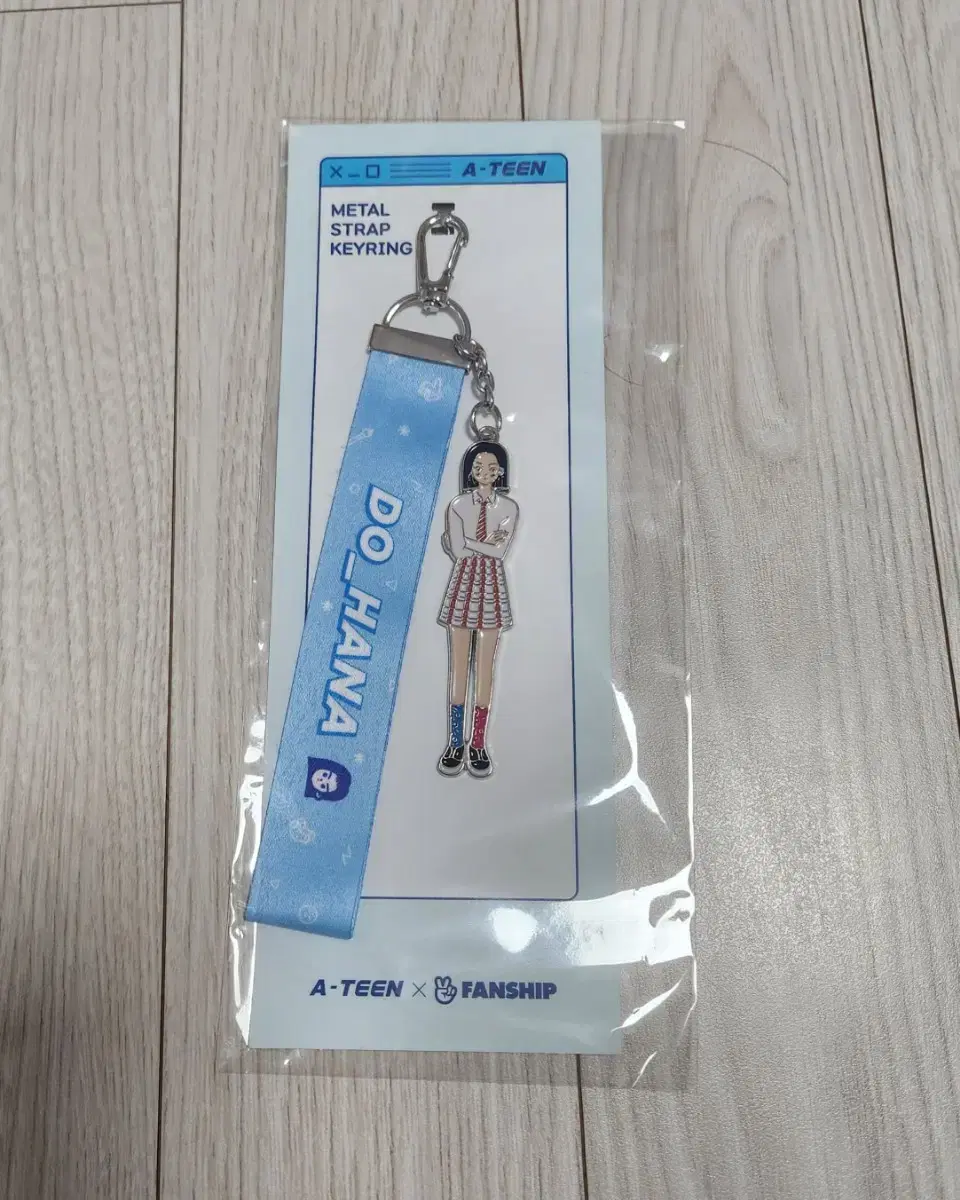 A-TEEN
METAL
STRAP
KEYRING
DO_HANA
A-TEEN × FANSHIP